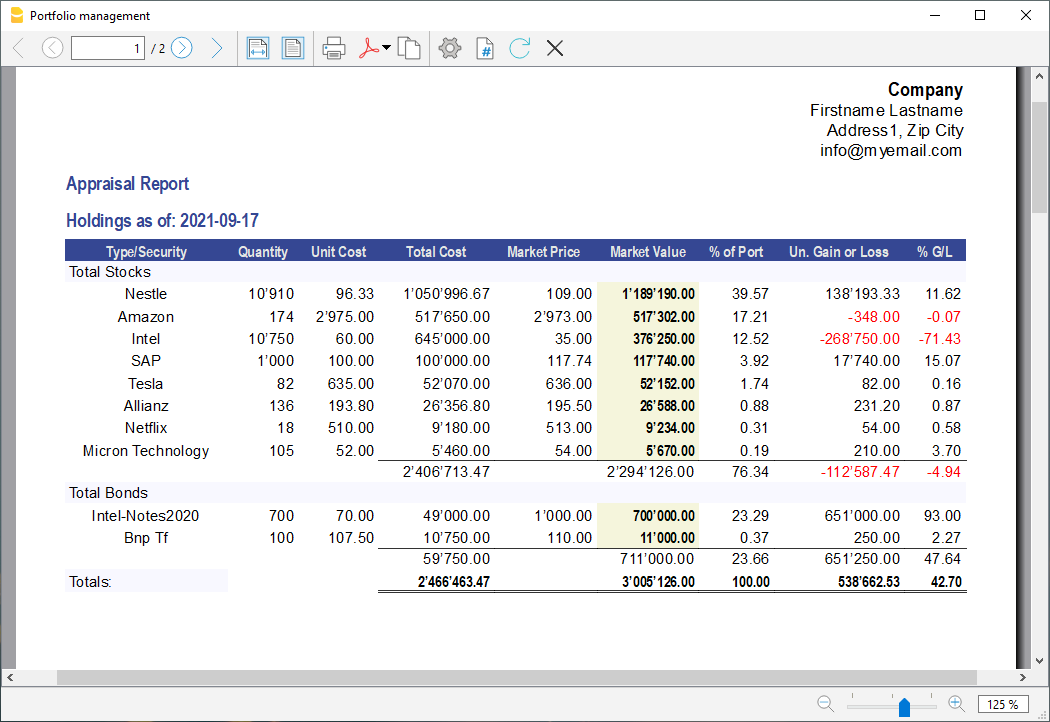 Portfolio management
1 / 2
Company
Firstname Lastname
Address1, Zip City
info@myemail.com
Appraisal Report
Holdings as of: 2021-09-17
Type/Security Quantity Unit Cost Total Cost Market Price Market Value % of Port Un. Gain or Loss % G/L
Total Stocks
Nestle 10'910 96.33 1'050'996.67 109.00 1'189'190.00 39.57 138'193.33 11.62
Amazon 174 2'975.00 517'650.00 2'973.00 517'302.00 17.21 -348.00 -0.07
Intel 10'750 60.00 645'000.00 35.00 376'250.00 12.52 -268'750.00 -71.43
SAP 1'000 100.00 100'000.00 117.74 117'740.00 3.92 17'740.00 15.07
Tesla 82 635.00 52'070.00 636.00 52'152.00 1.74 82.00 0.16
Allianz 136 193.80 26'356.80 195.50 26'588.00 0.88 231.20 0.87
Netflix 18 510.00 9'180.00 513.00 9'234.00 0.31 54.00 0.58
Micron Technology 105 52.00 5'460.00 54.00 5'670.00 0.19 210.00 3.70
2'406'713.47 2'294'126.00 76.34 -112'587.47 -4.94
Total Bonds
Intel-Notes2020 700 70.00 49'000.00 1'000.00 700'000.00 23.29 651'000.00 93.00
Bnp Tf 100 107.50 10'750.00 110.00 11'000.00 0.37 250.00 2.27
59'750.00 711'000.00 23.66 651'250.00 47.64
Totals: 2'466'463.47 3'005'126.00 100.00 538'662.53 42.70
125 %